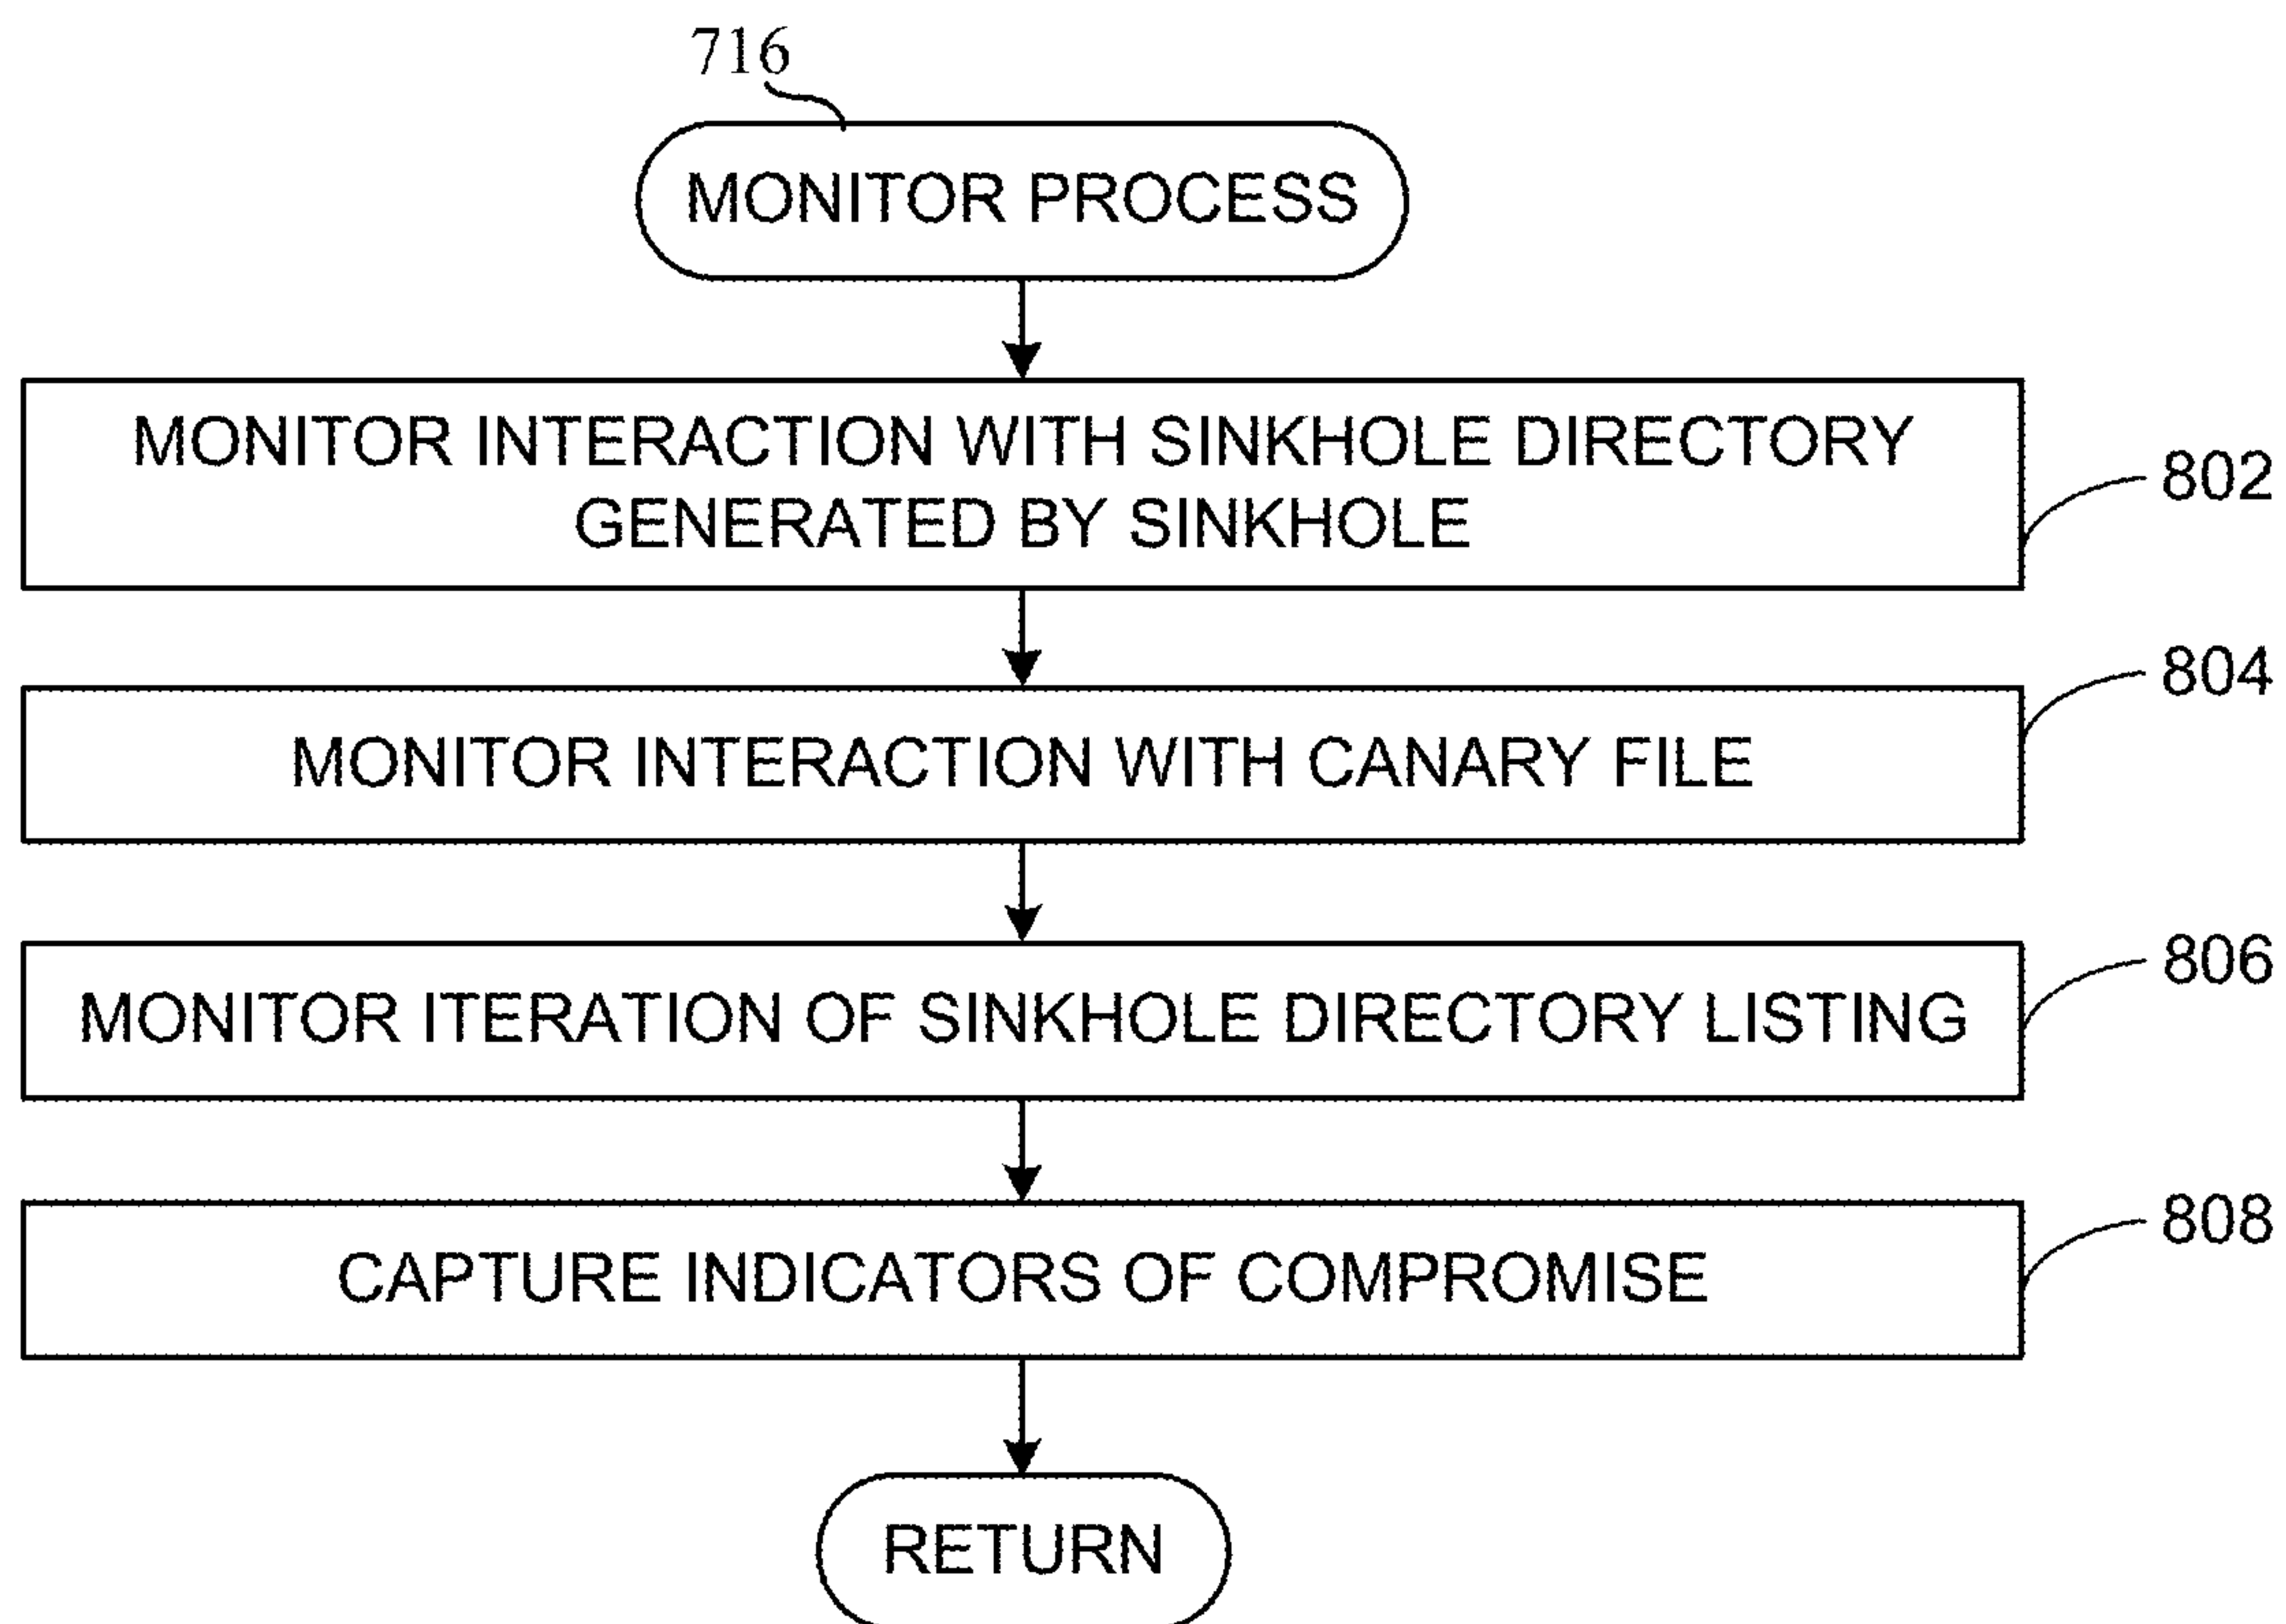 716
MONITOR PROCESS
MONITOR INTERACTION WITH SINKHOLE DIRECTORY
GENERATED BY SINKHOLE
802
MONITOR INTERACTION WITH CANARY FILE
804
MONITOR ITERATION OF SINKHOLE DIRECTORY LISTING
806
CAPTURE INDICATORS OF COMPROMISE
808
RETURN